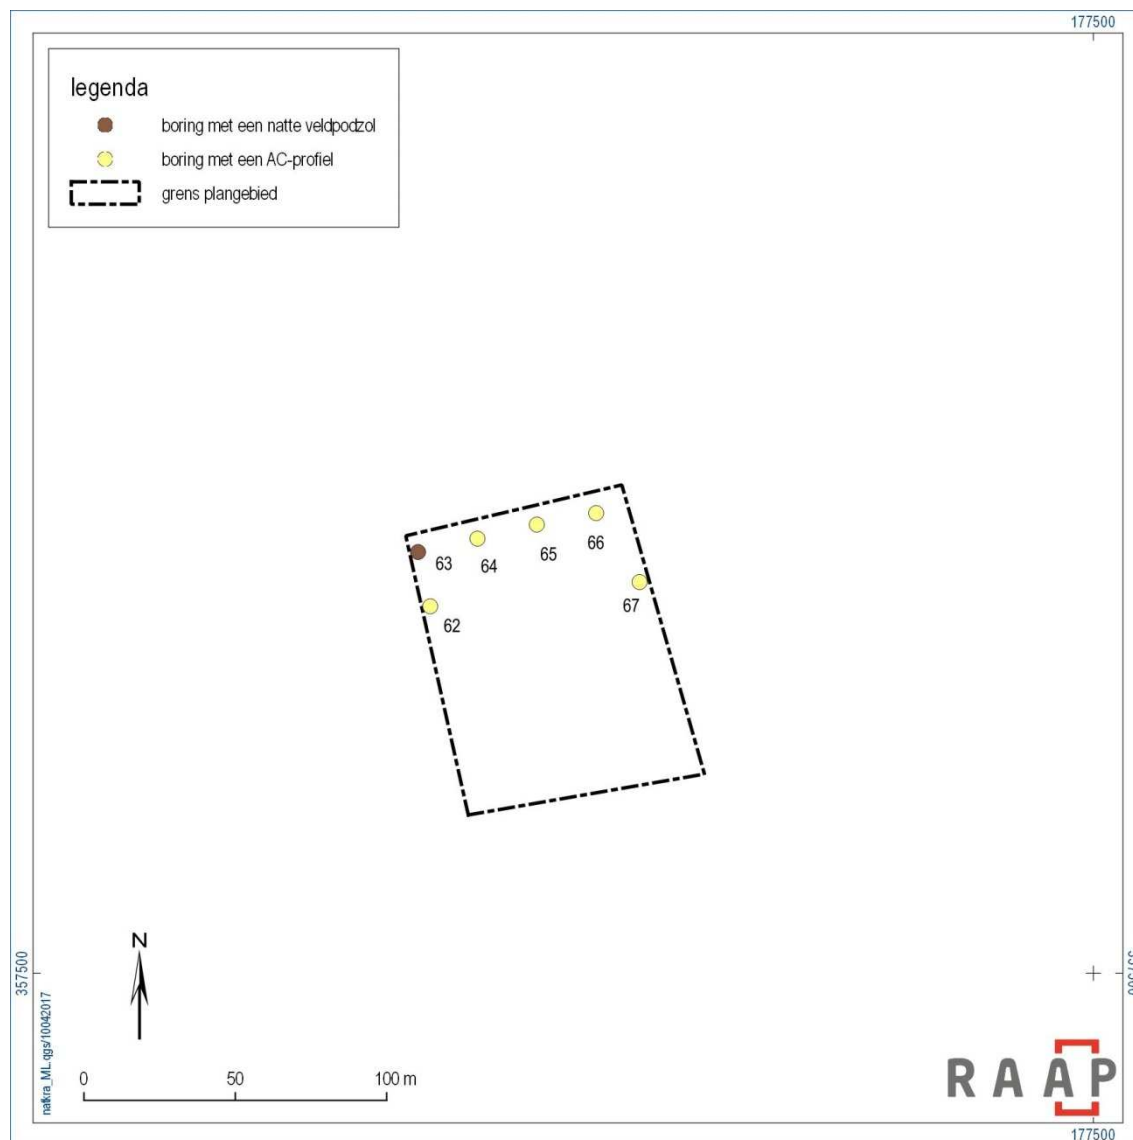 177500
legenda
boring met een natte veldpodzol
boring met een AC-profiel
grens plangebied
63
64
65
66
67
62
N
357500
natkra_ML.qgs/10042017
0 50 100 m
RAAP
177500